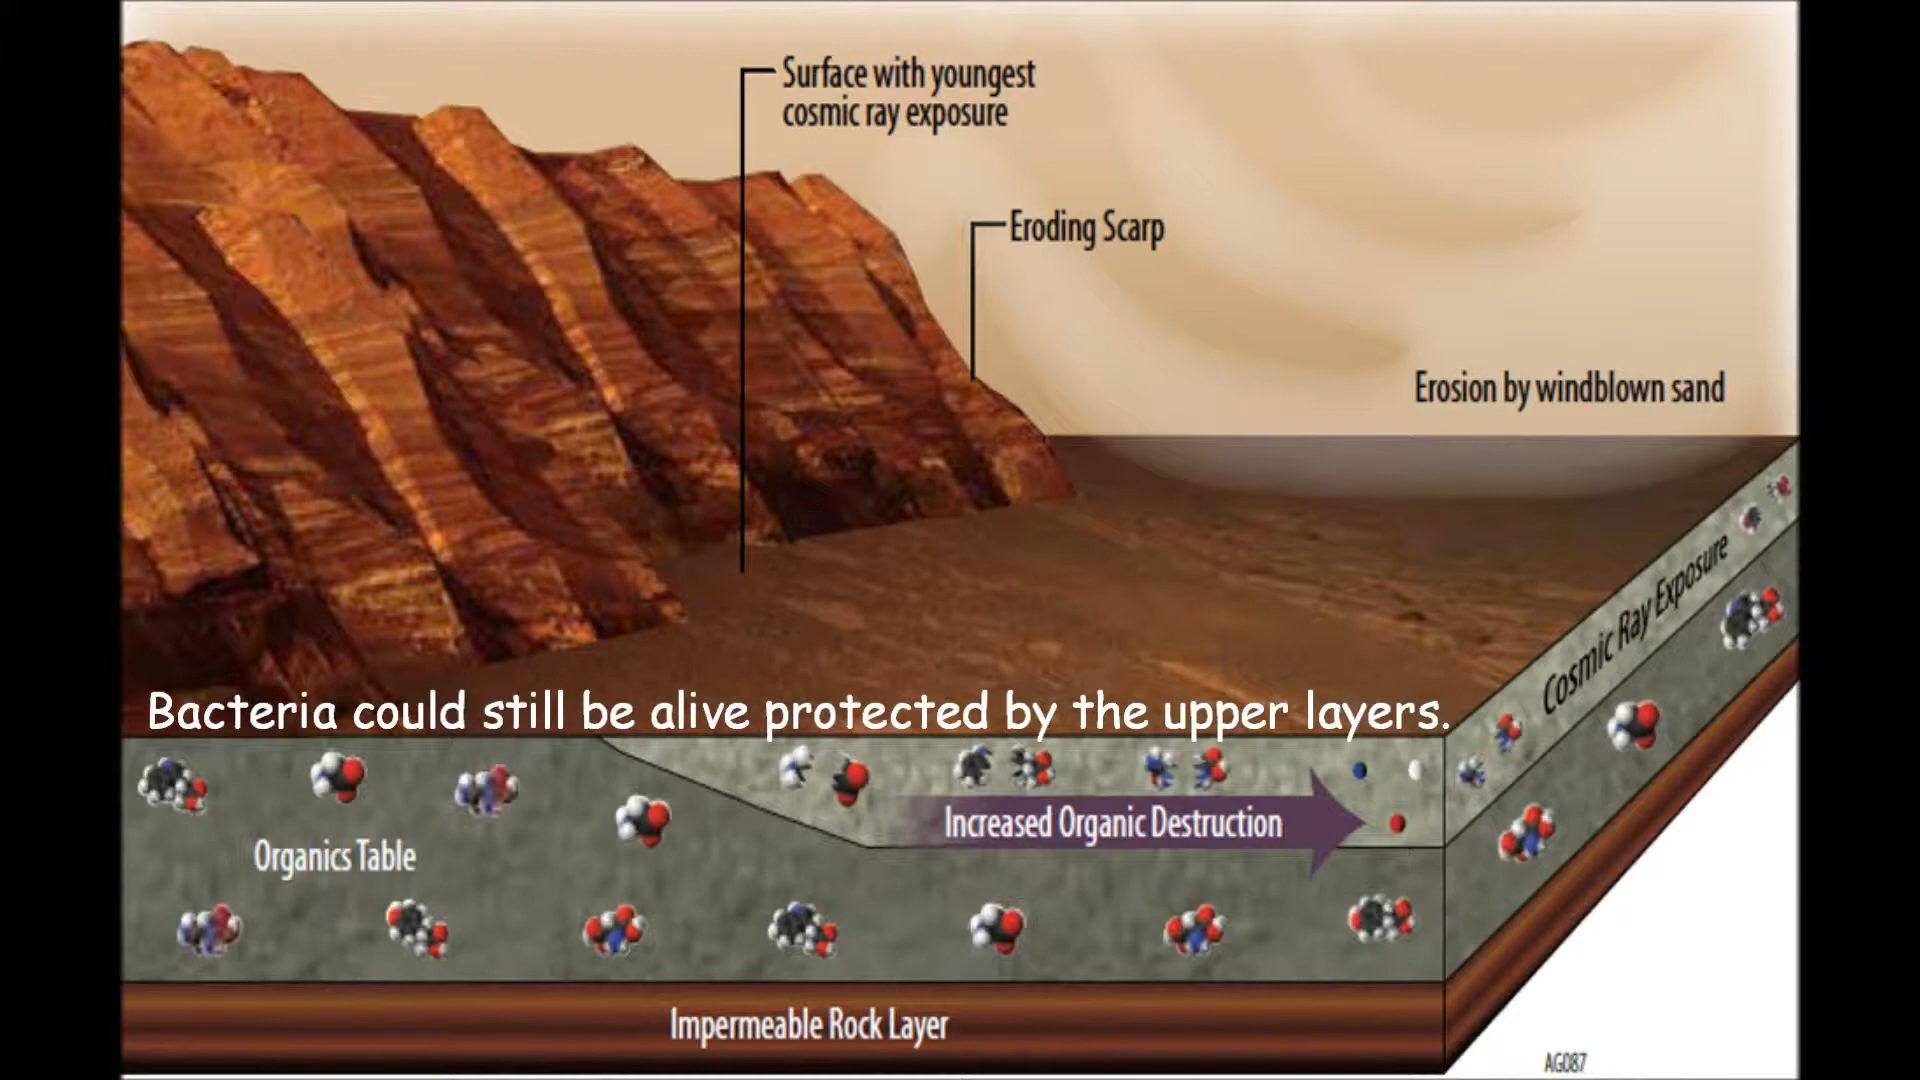 Surface with youngest
cosmic ray exposure
Eroding Scarp
Erosion by windblown sand
Cosmic Ray Exposure
Bacteria could still be alive protected by the upper layers.
Increased Organic Destruction
Organics Table
Impermeable Rock Layer
AG087